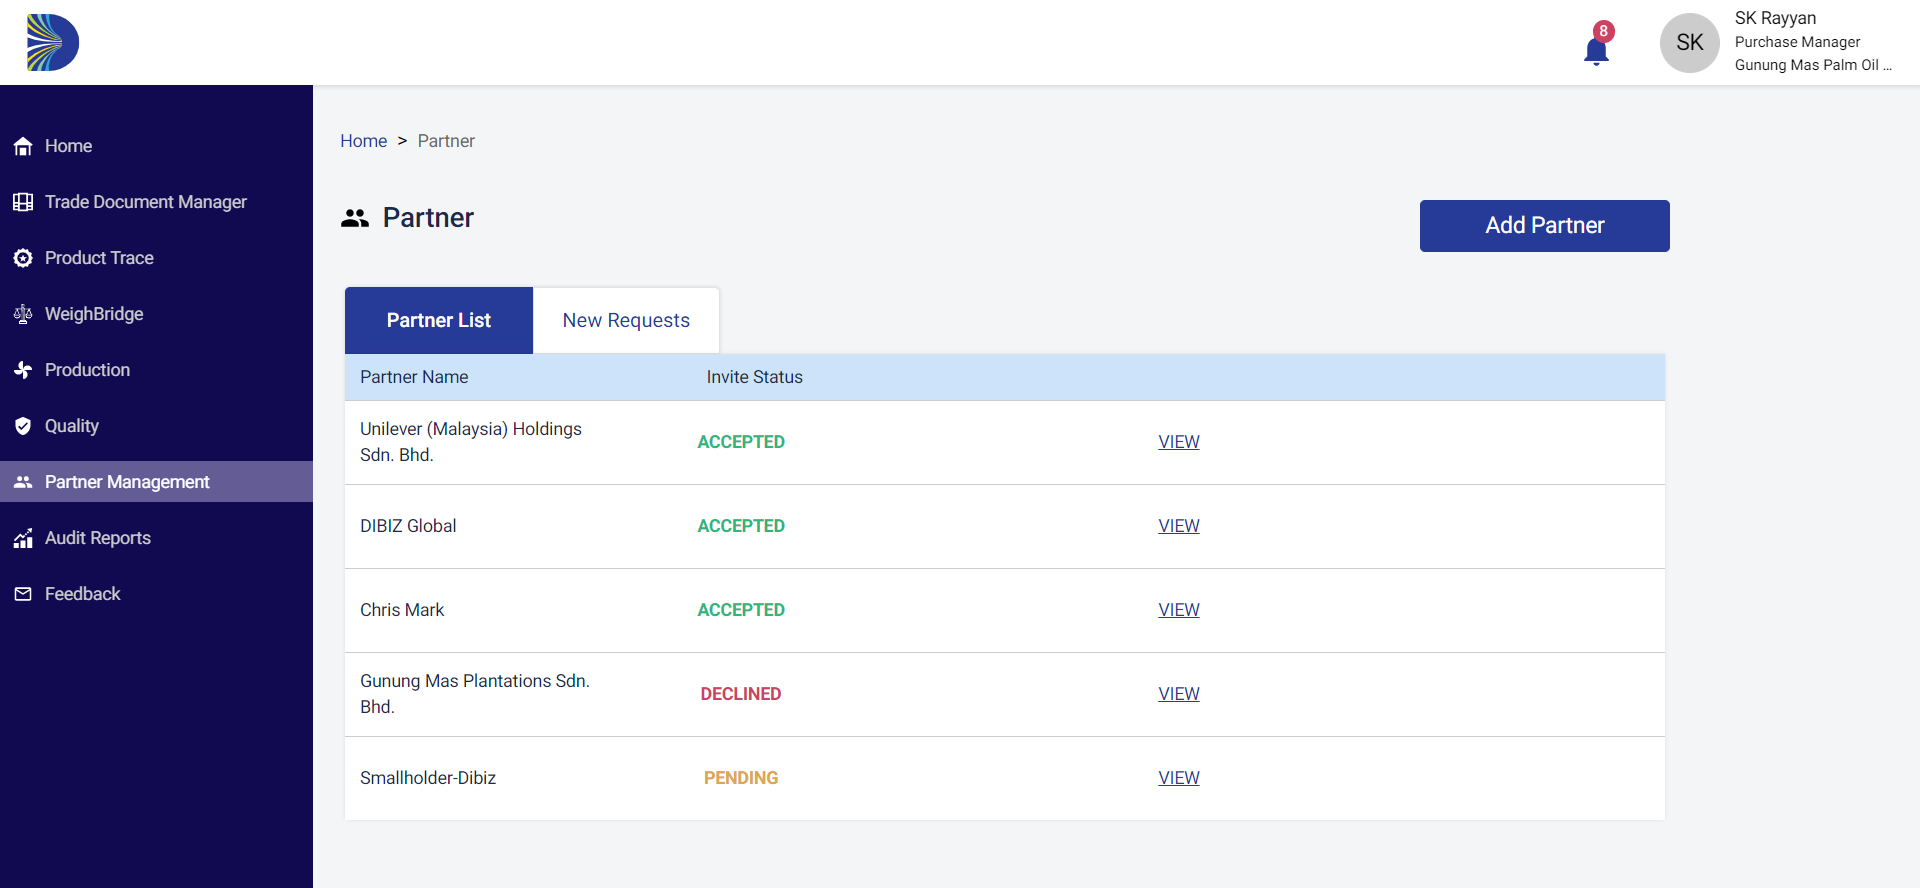 8
SK
SK Rayyan
Purchase Manager
Gunung Mas Palm Oil ...
Home
Trade Document Manager
Product Trace
WeighBridge
Production
Quality
Partner Management
Audit Reports
Feedback
Home > Partner
Partner
Add Partner
Partner List
New Requests
Partner Name
Invite Status
Unilever (Malaysia) Holdings
Sdn. Bhd.
ACCEPTED
VIEW
DIBIZ Global
ACCEPTED
VIEW
Chris Mark
ACCEPTED
VIEW
Gunung Mas Plantations Sdn.
Bhd.
DECLINED
VIEW
Smallholder-Dibiz
PENDING
VIEW